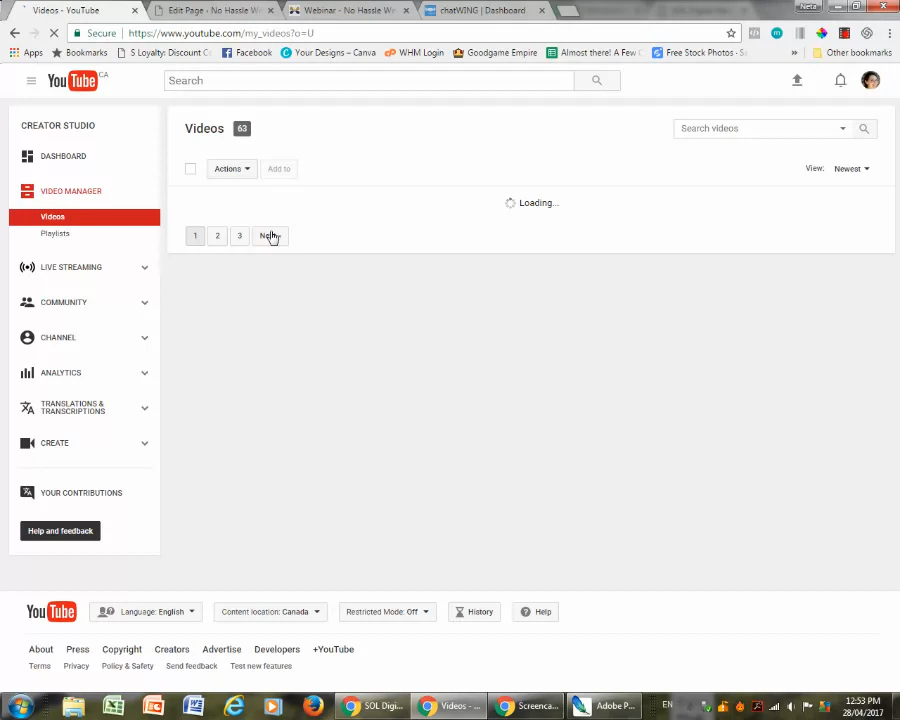 Videos - YouTube
Edit Page - No Hassle W
Webinar - No Hassle We
chatWING | Dashboard
Neta
Secure
https://www.youtube.com/my_videos?o=U
Apps
Bookmarks
S Loyalty: Discount Co
Facebook
Your Designs – Canva
WHM Login
Goodgame Empire
Almost there! A Few
Free Stock Photos - S
»
Other bookmarks
YouTube CA
Search
CREATOR STUDIO
Videos 63
Search videos
DASHBOARD
Actions
Add to
View:
Newest
VIDEO MANAGER
Loading...
Videos
Playlists
1
2
3
LIVE STREAMING
COMMUNITY
CHANNEL
ANALYTICS
TRANSLATIONS &
TRANSCRIPTIONS
CREATE
YOUR CONTRIBUTIONS
Help and feedback
YouTube
Language: English
Content location: Canada
Restricted Mode: Off
History
Help
About
Press
Copyright
Creators
Advertise
Developers
+YouTube
Terms
Privacy
Policy & Safety
Send feedback
Test new features
SOL Digi...
Videos - ...
Screenca...
Adobe P...
EN
12:53 PM
28/04/2017